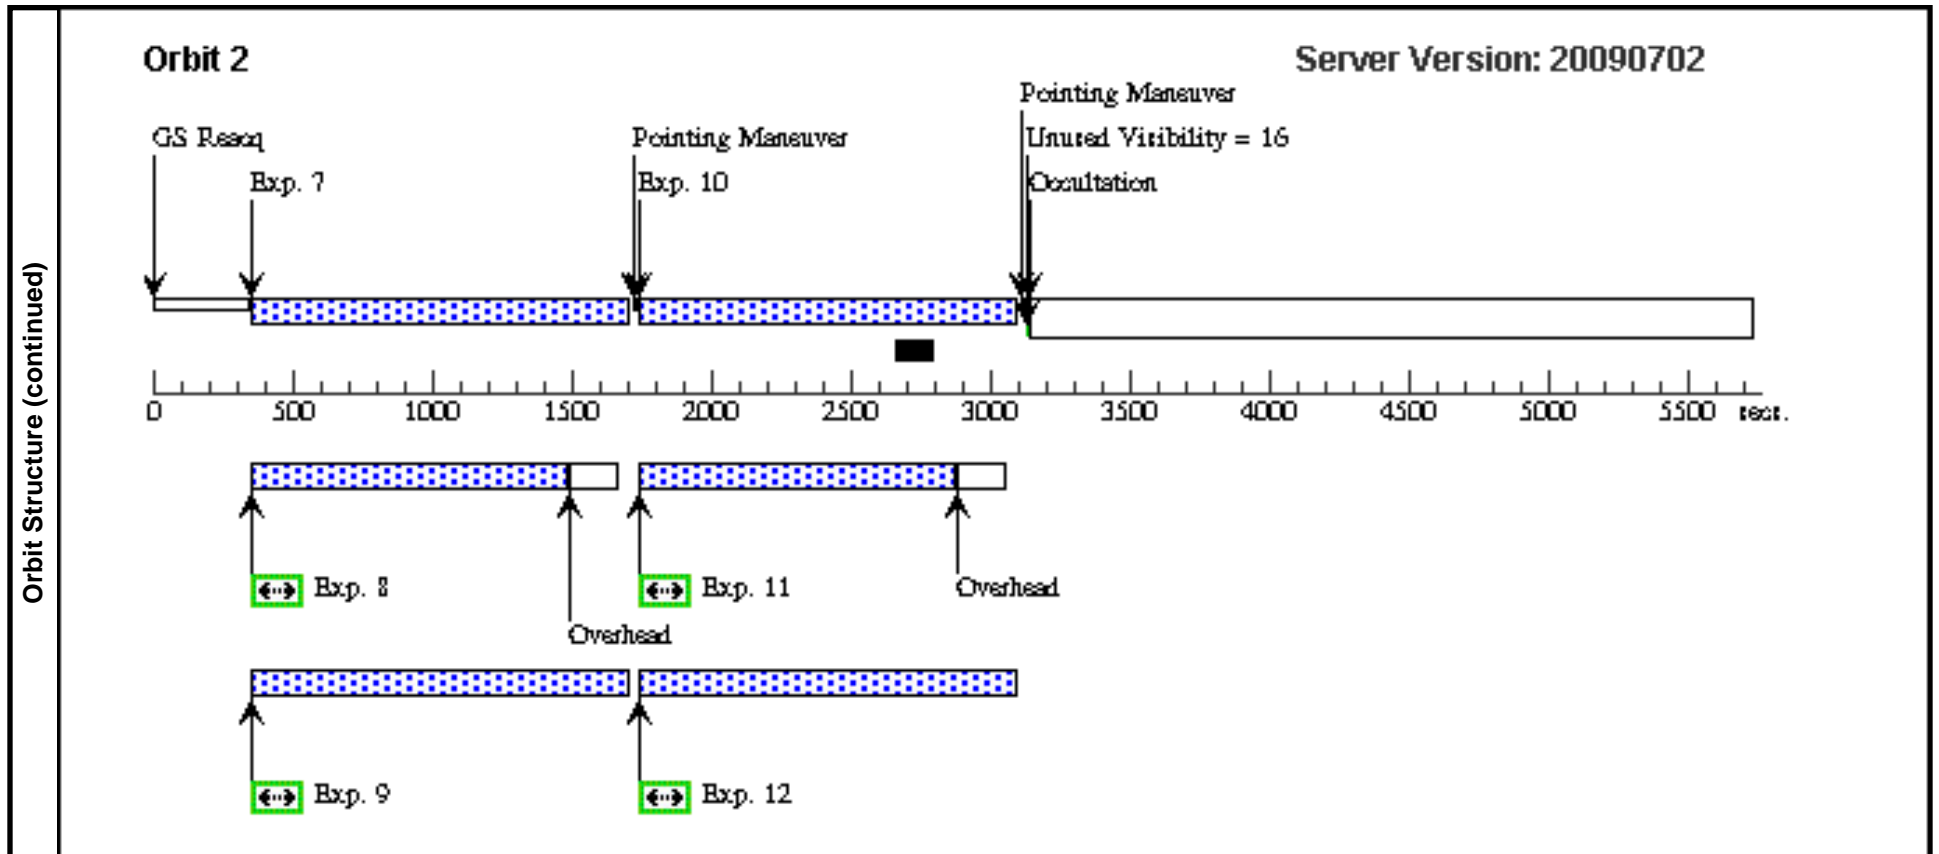 Orbit Structure (continued)
Orbit 2
Server Version: 20090702
Pointing Maneuver
GS Reacq
Pointing Maneuver
Unused Visibility = 16
Exp. 7
Exp. 10
Occultation
0 500 1000 1500 2000 2500 3000 3500 4000 4500 5000 5500 secs.
Exp. 8
Exp. 11
Overhead
Overhead
Exp. 9
Exp. 12